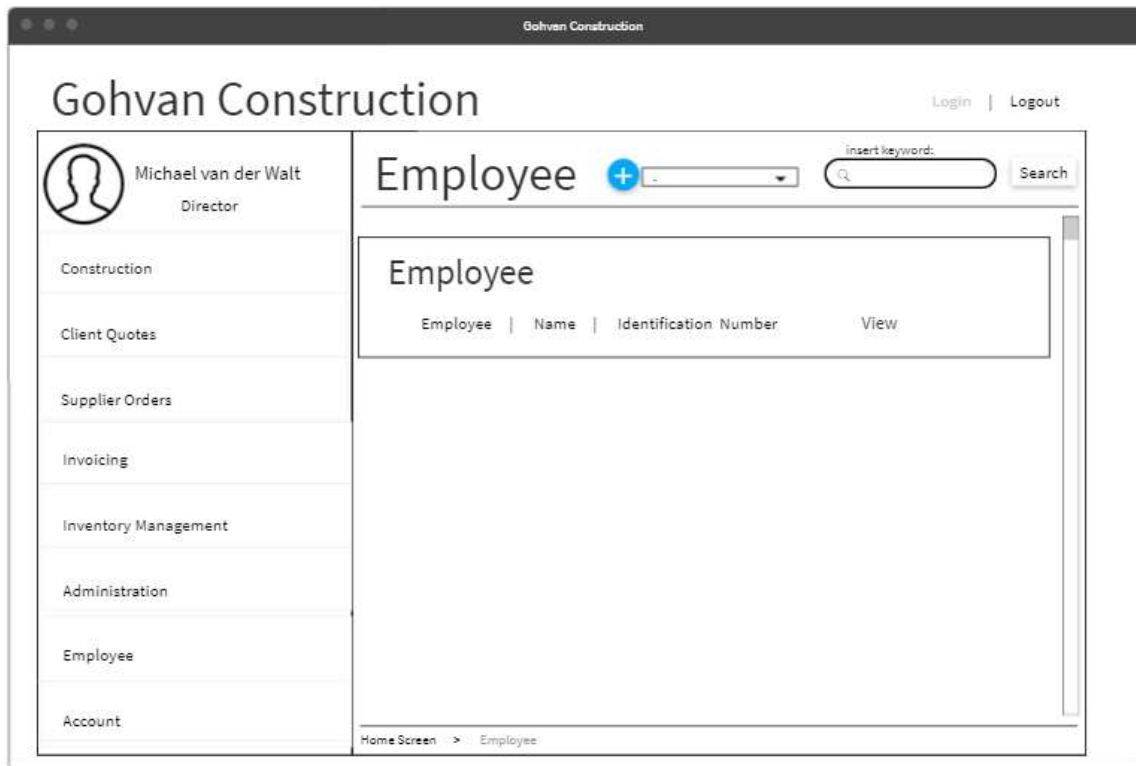 Gohvan Construction
Gohvan Construction
Login | Logout
Michael van der Walt
Director
Construction
Client Quotes
Supplier Orders
Invoicing
Inventory Management
Administration
Employee
Account
Employee
insert keyword:
Search
Employee
Employee | Name | Identification Number View
Home Screen > Employee